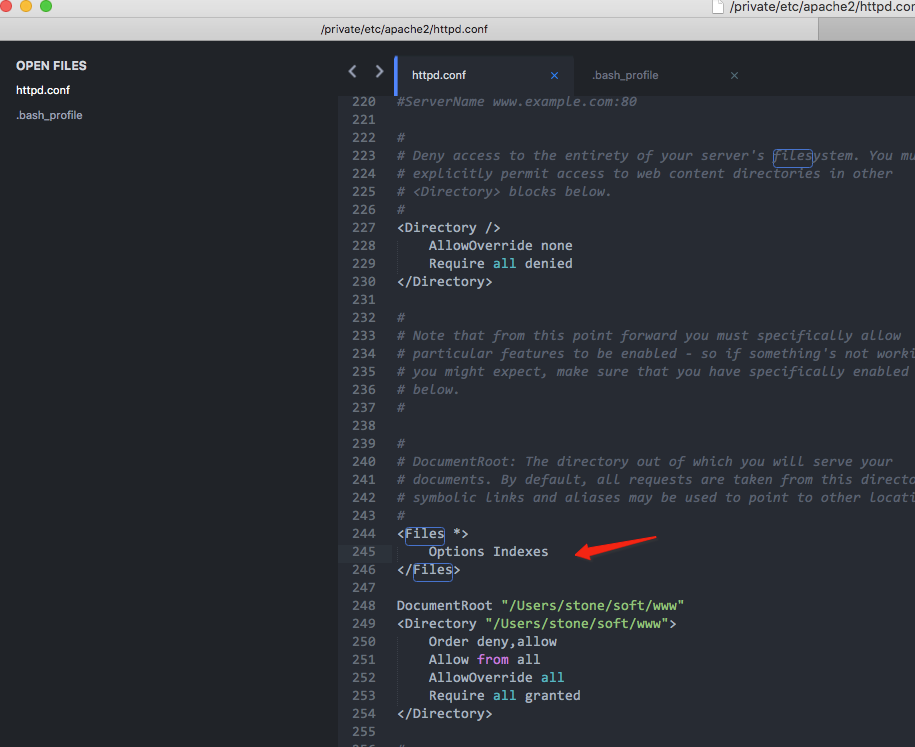 /private/etc/apache2/httpd.con
/private/etc/apache2/httpd.conf
OPEN FILES
httpd.conf
.bash_profile
httpd.conf
.bash_profile
220 #ServerName www.example.com:80
221
222 #
223 # Deny access to the entirety of your server's filesystem. You mu
224 # explicitly permit access to web content directories in other
225 # <Directory> blocks below.
226 #
227 <Directory />
228     AllowOverride none
229     Require all denied
230 </Directory>
231
232 #
233 # Note that from this point forward you must specifically allow
234 # particular features to be enabled - so if something's not worki
235 # you might expect, make sure that you have specifically enabled
236 # below.
237 #
238
239 #
240 # DocumentRoot: The directory out of which you will serve your
241 # documents. By default, all requests are taken from this directo
242 # symbolic links and aliases may be used to point to other locati
243 #
244 <Files *>
245     Options Indexes
246 </Files>
247
248 DocumentRoot "/Users/stone/soft/www"
249 <Directory "/Users/stone/soft/www">
250     Order deny,allow
251     Allow from all
252     AllowOverride all
253     Require all granted
254 </Directory>
255